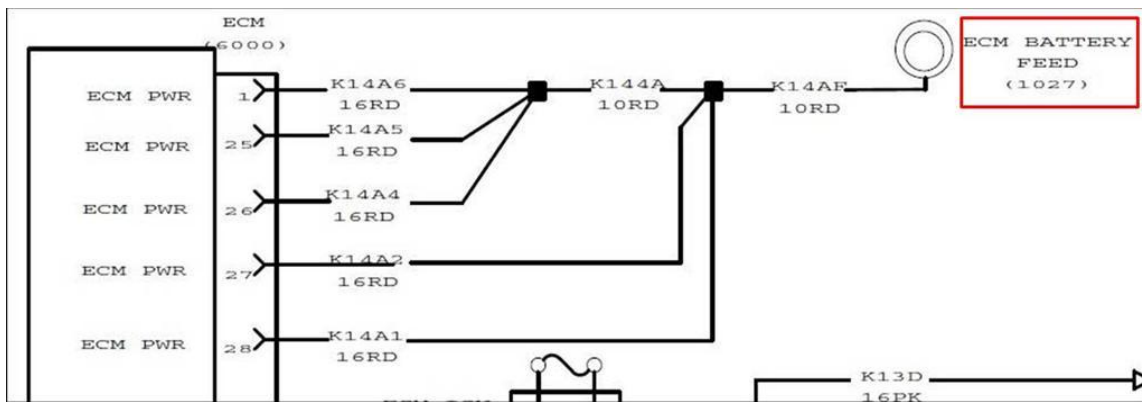 ECM
(6000)
ECM BATTERY
FEED
(1027)
ECM PWR
1
K14A6
16RD
K144A
10RD
K14AF
10RD
ECM PWR
25
K14A5
16RD
ECM PWR
26
K14A4
16RD
ECM PWR
27
K14A2
16RD
ECM PWR
28
K14A1
16RD
K13D
16PK